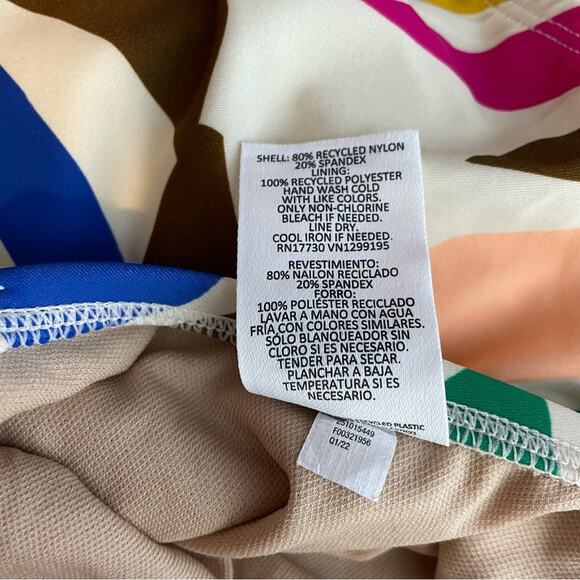 SHELL: 80% RECYCLED NYLON
20% SPANDEX
LINING:
100% RECYCLED POLYESTER
HAND WASH COLD
WITH LIKE COLORS.
ONLY NON-CHLORINE
BLEACH IF NEEDED.
LINE DRY.
COOL IRON IF NEEDED.
RN17730 VN1299195
REVESTIMIENTO:
80% NAILON RECICLADO
20% SPANDEX
FORRO:
100% POLIÉSTER RECICLADO
LAVAR A MANO CON AGUA
FRÍA CON COLORES SIMILARES.
SÓLO BLANQUEADOR SIN
CLORO SI ES NECESARIO.
TENDER PARA SECAR.
PLANCHAR A BAJA
TEMPERATURA SI ES
NECESARIO.
PLASTIC
251015449
F00321956
Q1/22